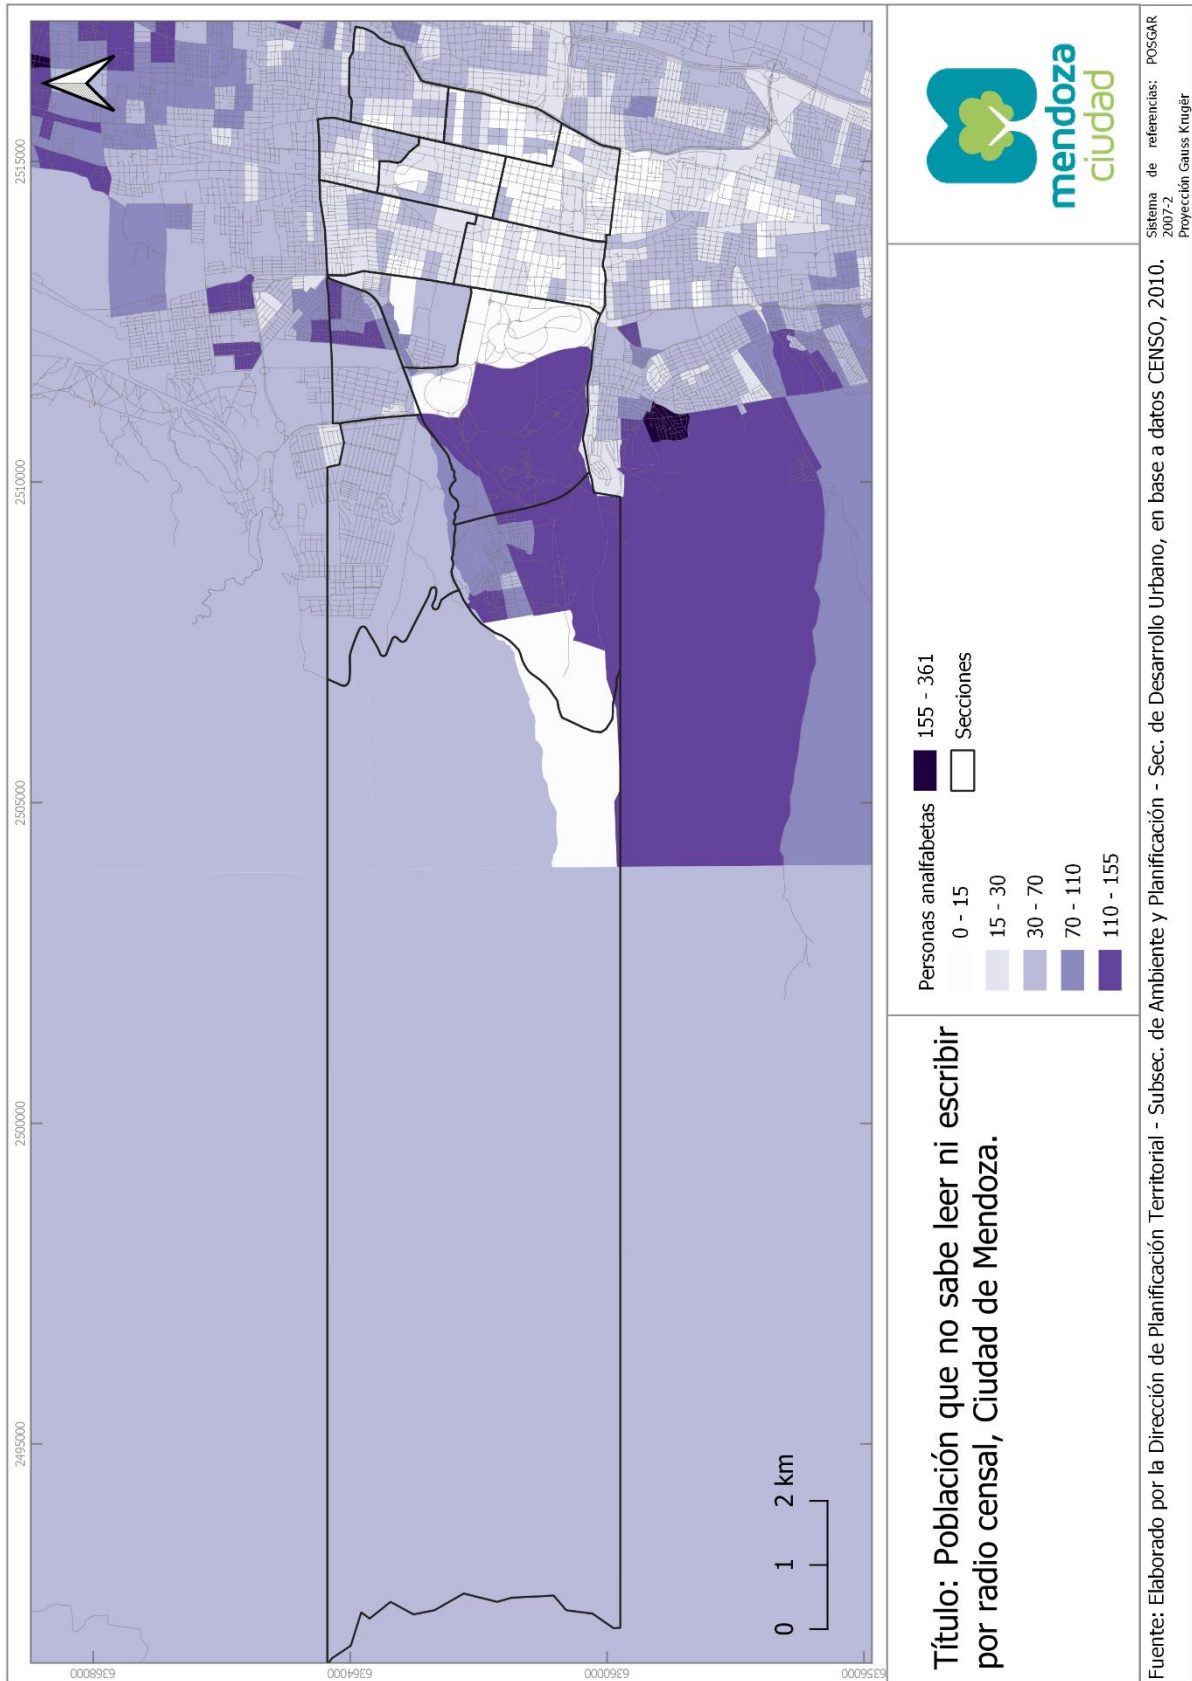 2495000
2500000
2505000
2510000
2515000
6368000
6364000
6360000
6356000
0 1 2 km
Título: Población que no sabe leer ni escribir
por radio censal, Ciudad de Mendoza.
Personas analfabetas
0 - 15
15 - 30
30 - 70
70 - 110
110 - 155
155 - 361
Secciones
mendoza
ciudad
Fuente: Elaborado por la Dirección de Planificación Territorial - Subsec. de Ambiente y Planificación - Sec. de Desarrollo Urbano, en base a datos CENSO, 2010.
Sistema de referencias: POSGAR
2007-2
Proyección Gauss Krugër